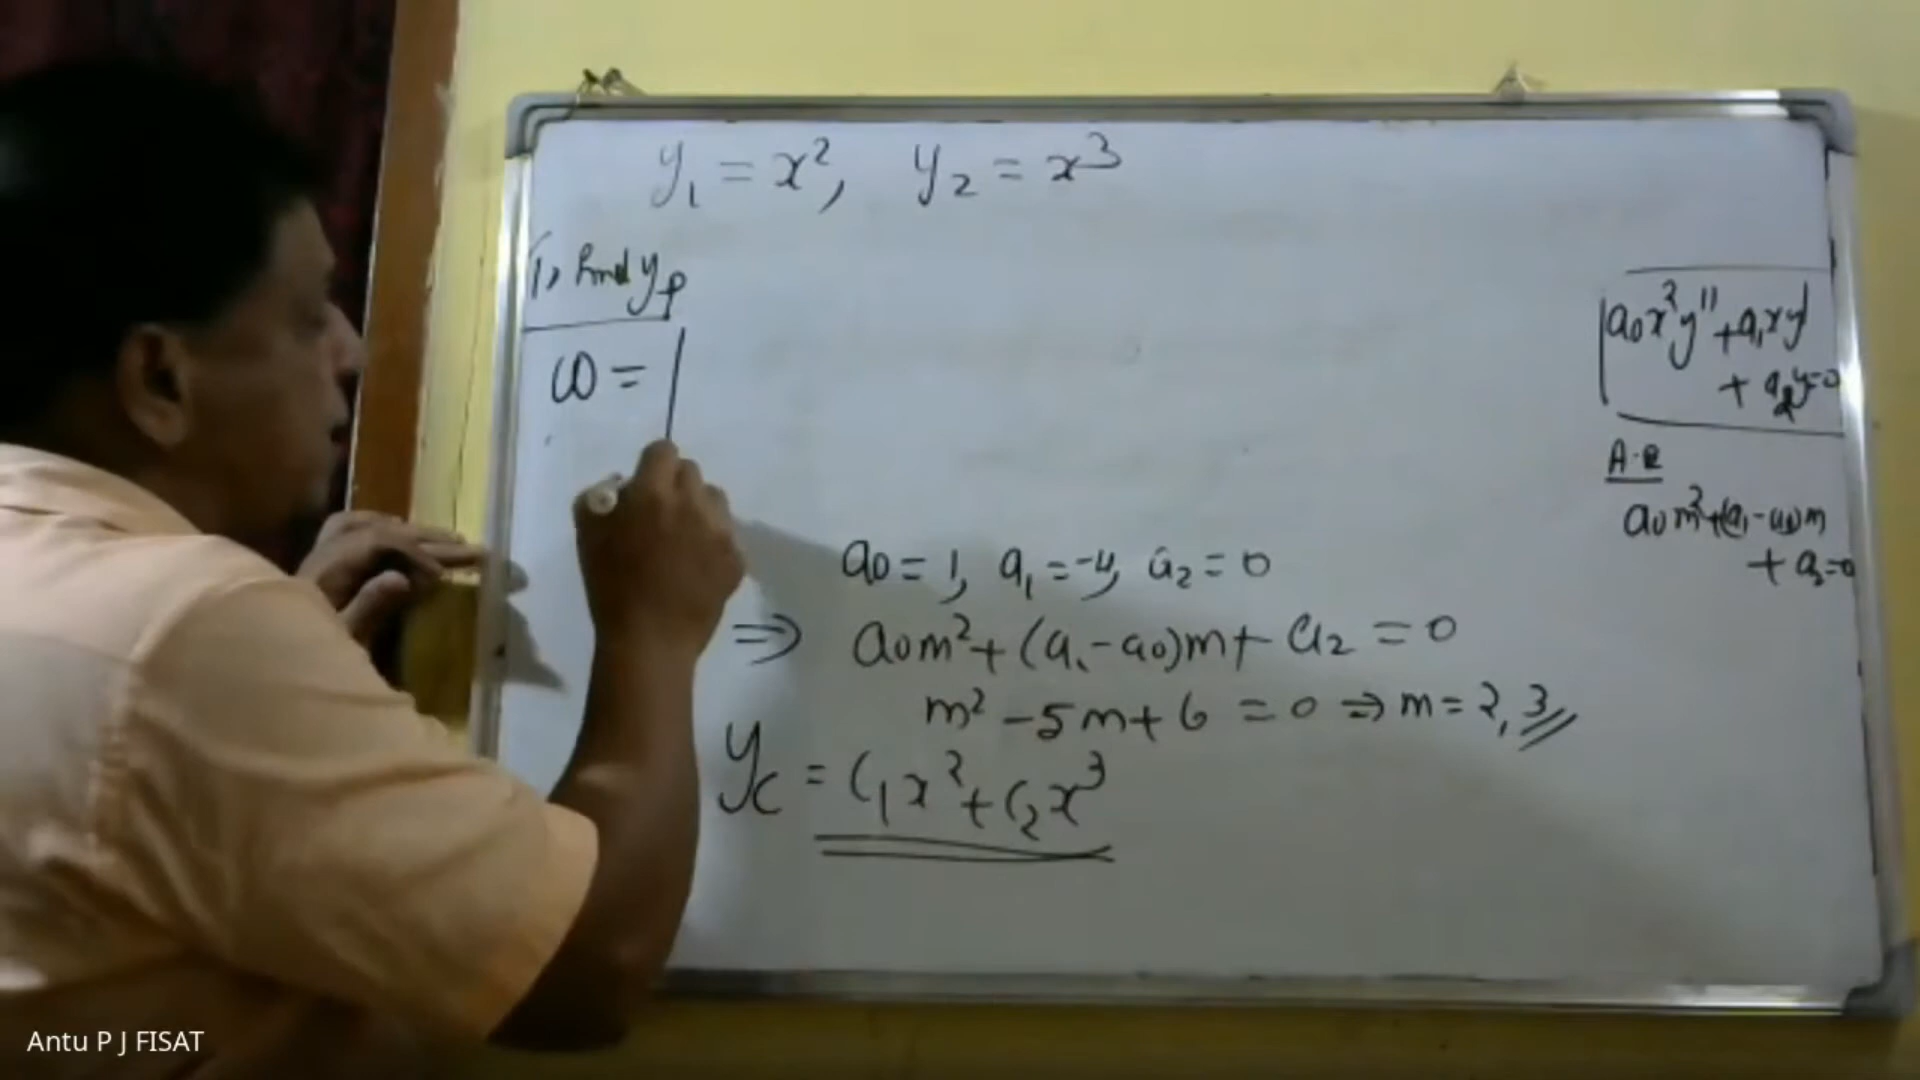 y₁ = x², y₂ = x³
1) Find yp
ω = |
a₀x²y'' + a₁xy'
+ a₂y=0
A.E
a₀m²+(a₁-a₀)m
+ a₂=0
a₀ = 1, a₁ = -4, a₂ = 0
⇒ a₀m² + (a₁-a₀)m + a₂ = 0
m² - 5m + 6 = 0 ⇒ m = 2, 3
yc = C₁x² + C₂x³
Antu P J FISAT